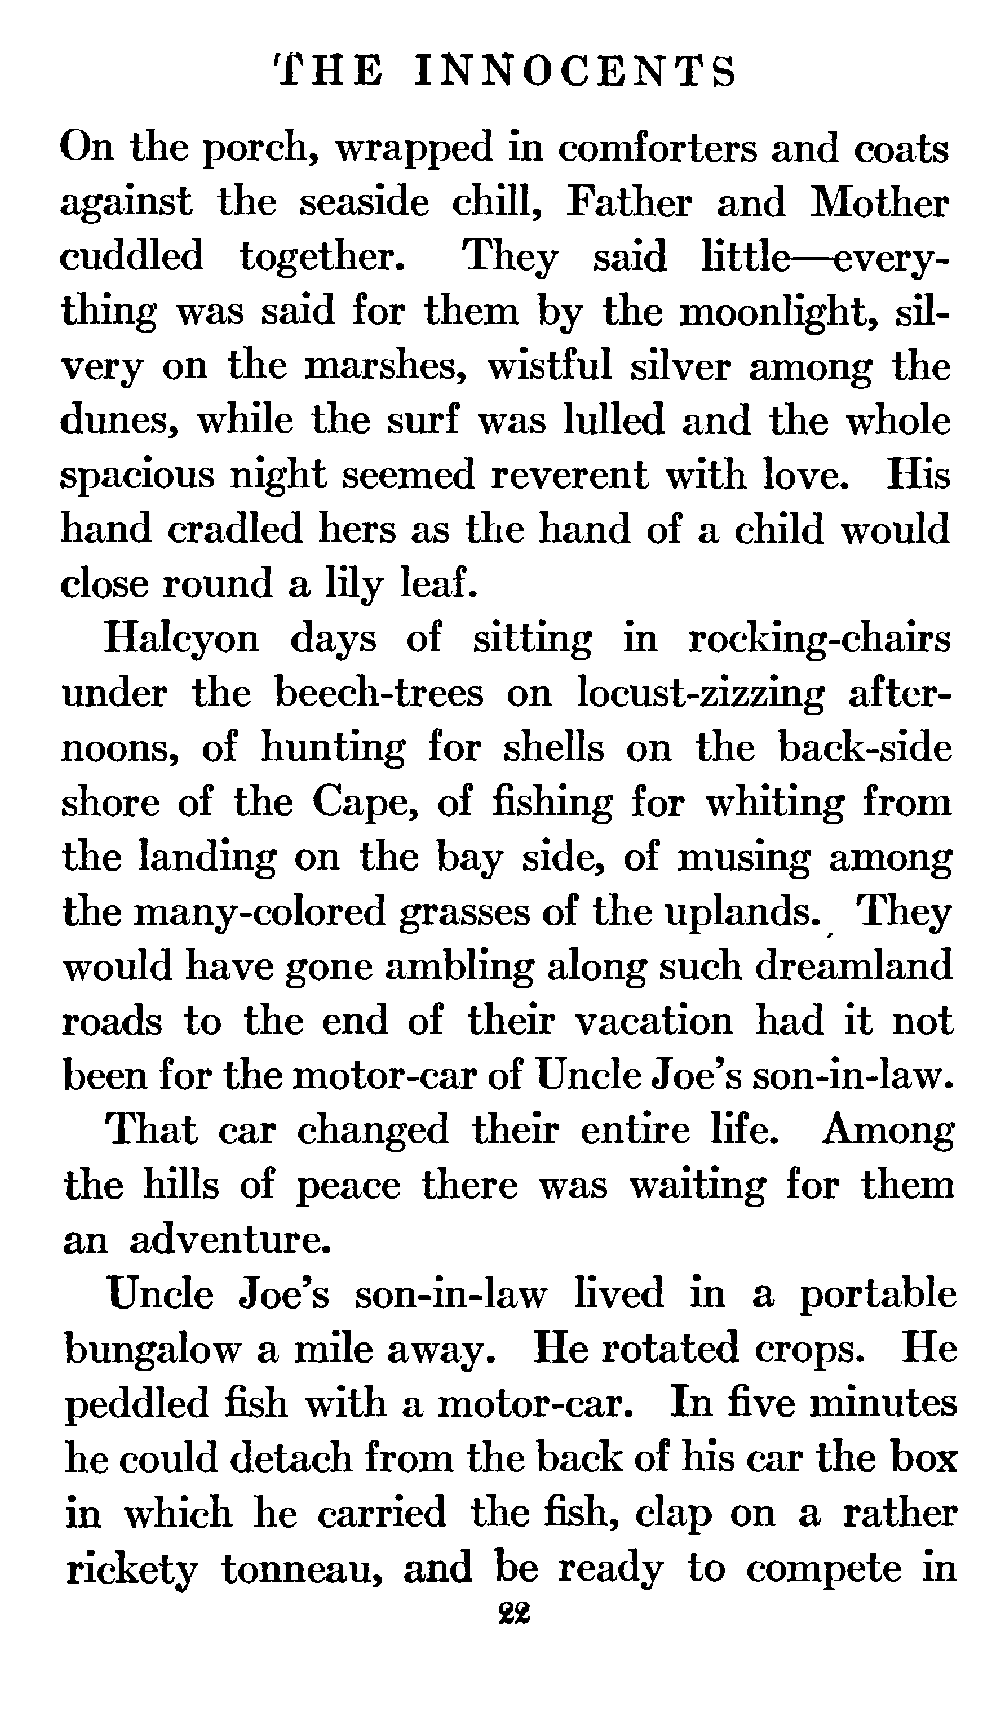 THE INNOCENTS
On the porch, wrapped in comforters and coats
against the seaside chill, Father and Mother
cuddled together. They said little—every-
thing was said for them by the moonlight, sil-
very on the marshes, wistful silver among the
dunes, while the surf was lulled and the whole
spacious night seemed reverent with love. His
hand cradled hers as the hand of a child would
close round a lily leaf.
Halcyon days of sitting in rocking-chairs
under the beech-trees on locust-zizzing after-
noons, of hunting for shells on the back-side
shore of the Cape, of fishing for whiting from
the landing on the bay side, of musing among
the many-colored grasses of the uplands. They
would have gone ambling along such dreamland
roads to the end of their vacation had it not
been for the motor-car of Uncle Joe's son-in-law.
That car changed their entire life. Among
the hills of peace there was waiting for them
an adventure.
Uncle Joe's son-in-law lived in a portable
bungalow a mile away. He rotated crops. He
peddled fish with a motor-car. In five minutes
he could detach from the back of his car the box
in which he carried the fish, clap on a rather
rickety tonneau, and be ready to compete in
22